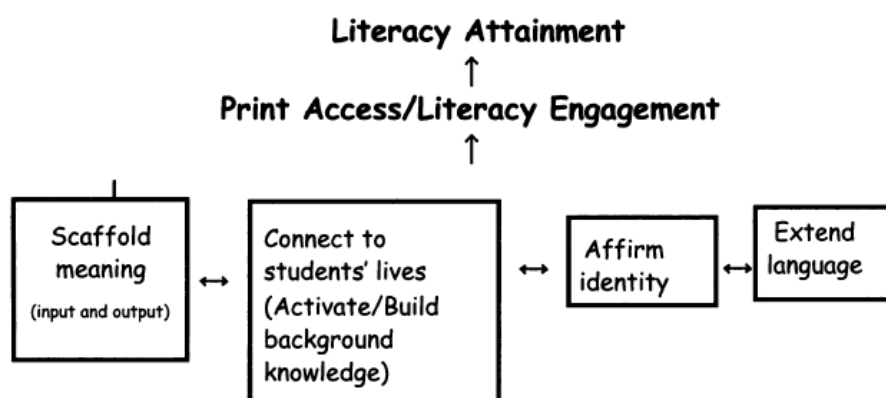 Literacy Attainment
↑
Print Access/Literacy Engagement
↑
Scaffold
meaning
(input and output)
↔
Connect to
students' lives
(Activate/Build
background
knowledge)
↔
Affirm
identity
↔
Extend
language